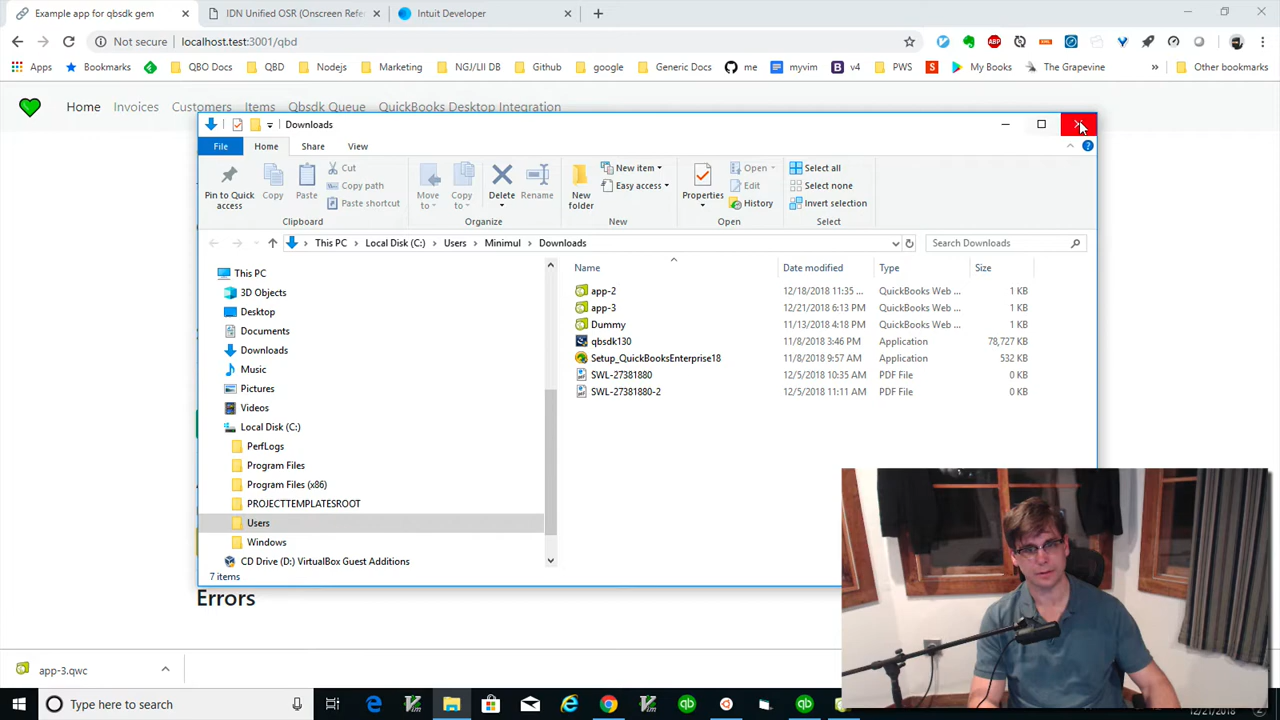 Example app for qbsdk gem
IDN Unified OSR (Onscreen Refe
Intuit Developer
Not secure
localhost.test:3001/qbd
Apps
Bookmarks
QBO Docs
QBD
Nodejs
Marketing
NGJ/LII DB
Github
google
Generic Docs
me
myvim
v4
PWS
My Books
The Grapevine
»
Other bookmarks
Home
Invoices
Customers
Items
Qbsdk Queue
QuickBooks Desktop Integration
Downloads
File
Home
Share
View
Pin to Quick
access
Copy
Paste
Cut
Copy path
Paste shortcut
Clipboard
Move
to
Copy
to
Delete
Rename
Organize
New
folder
New item
Easy access
New
Properties
Open
Edit
History
Open
Select all
Select none
Invert selection
Select
This PC
Local Disk (C:)
Users
Minimul
Downloads
Search Downloads
This PC
3D Objects
Desktop
Documents
Downloads
Music
Pictures
Videos
Local Disk (C:)
PerfLogs
Program Files
Program Files (x86)
PROJECTTEMPLATESROOT
Users
Windows
CD Drive (D:) VirtualBox Guest Additions
7 items
Name Date modified Type Size
app-2 12/18/2018 11:35 ... QuickBooks Web ... 1 KB
app-3 12/21/2018 6:13 PM QuickBooks Web ... 1 KB
Dummy 11/13/2018 4:18 PM QuickBooks Web ... 1 KB
qbsdk130 11/8/2018 3:46 PM Application 78,727 KB
Setup_QuickBooksEnterprise18 11/8/2018 9:57 AM Application 532 KB
SWL-27381880 12/5/2018 10:35 AM PDF File 0 KB
SWL-27381880-2 12/5/2018 11:11 AM PDF File 0 KB
Errors
app-3.qwc
Type here to search
12/21/2018